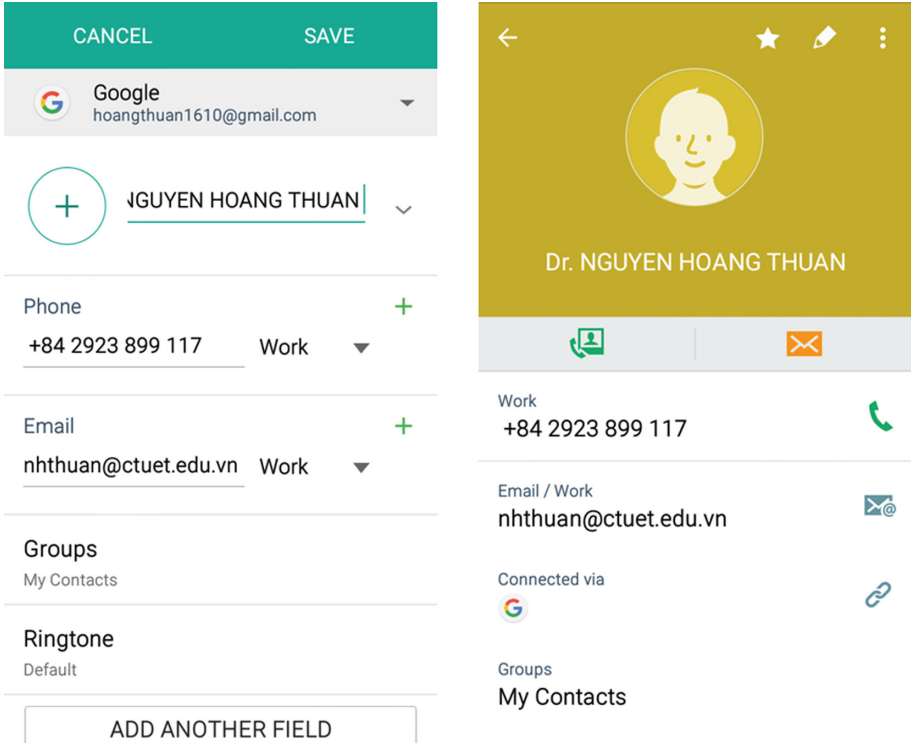 CANCEL SAVE
Google
hoangthuan1610@gmail.com
NGUYEN HOANG THUAN
Phone
+84 2923 899 117 Work
Email
nhthuan@ctuet.edu.vn Work
Groups
My Contacts
Ringtone
Default
ADD ANOTHER FIELD
Dr. NGUYEN HOANG THUAN
Work
+84 2923 899 117
Email / Work
nhthuan@ctuet.edu.vn
Connected via
Groups
My Contacts